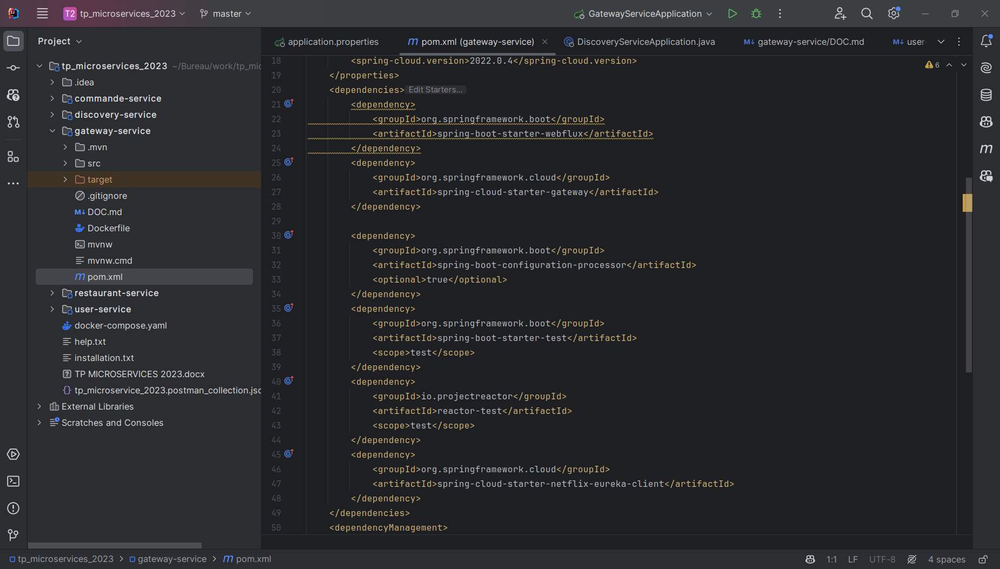 T2 tp_microservices_2023 master GatewayServiceApplication
Project
tp_microservices_2023 ~/Bureau/work/tp_mic
.idea
commande-service
discovery-service
gateway-service
.mvn
src
target
.gitignore
M↓ DOC.md
Dockerfile
mvnw
mvnw.cmd
m pom.xml
restaurant-service
user-service
docker-compose.yaml
help.txt
installation.txt
TP MICROSERVICES 2023.docx
{} tp_microservice_2023.postman_collection.jsc
External Libraries
Scratches and Consoles
application.properties m pom.xml (gateway-service) DiscoveryServiceApplication.java M↓ gateway-service/DOC.md M↓ user-
6
18 <spring-cloud.version>2022.0.4</spring-cloud.version>
19 </properties>
20 <dependencies> Edit Starters...
21 <dependency>
22 <groupId>org.springframework.boot</groupId>
23 <artifactId>spring-boot-starter-webflux</artifactId>
24 </dependency>
25 <dependency>
26 <groupId>org.springframework.cloud</groupId>
27 <artifactId>spring-cloud-starter-gateway</artifactId>
28 </dependency>
29
30 <dependency>
31 <groupId>org.springframework.boot</groupId>
32 <artifactId>spring-boot-configuration-processor</artifactId>
33 <optional>true</optional>
34 </dependency>
35 <dependency>
36 <groupId>org.springframework.boot</groupId>
37 <artifactId>spring-boot-starter-test</artifactId>
38 <scope>test</scope>
39 </dependency>
40 <dependency>
41 <groupId>io.projectreactor</groupId>
42 <artifactId>reactor-test</artifactId>
43 <scope>test</scope>
44 </dependency>
45 <dependency>
46 <groupId>org.springframework.cloud</groupId>
47 <artifactId>spring-cloud-starter-netflix-eureka-client</artifactId>
48 </dependency>
49 </dependencies>
50 <dependencyManagement>
tp_microservices_2023 > gateway-service > m pom.xml
1:1 LF UTF-8 4 spaces